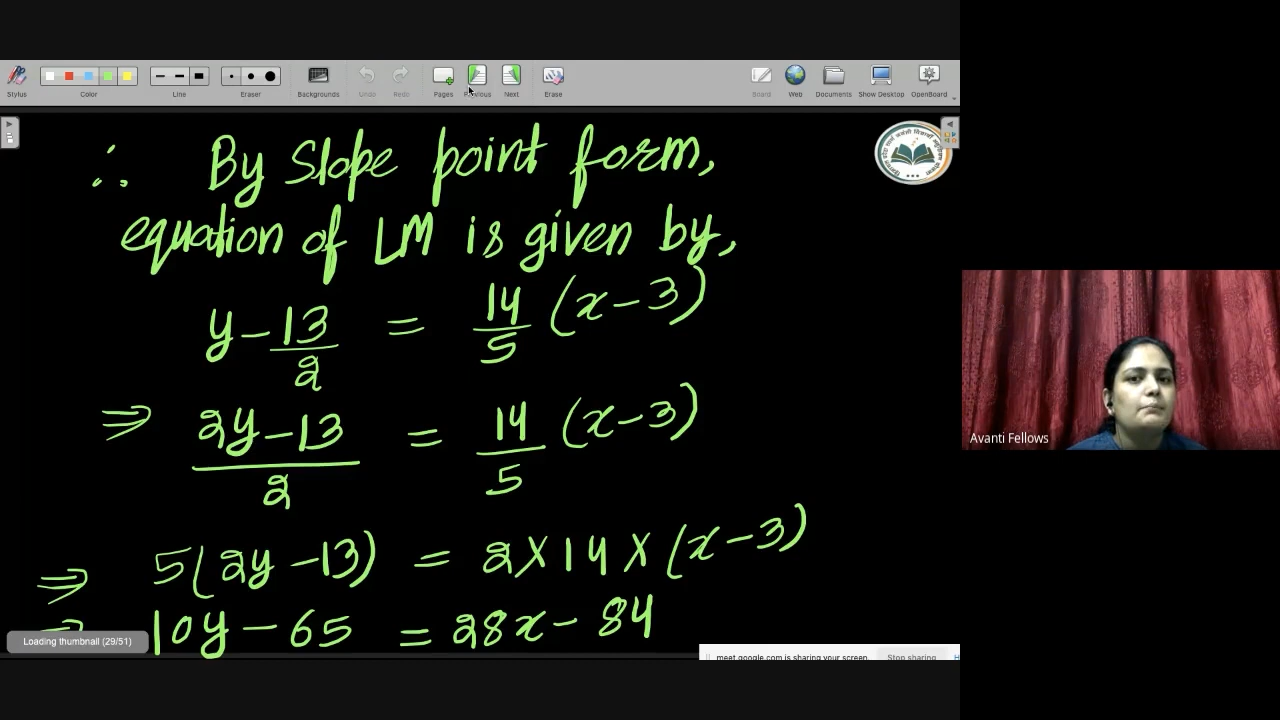 Stylus Color Line Eraser Backgrounds Undo Redo Pages Previous Next Erase Board Web Documents Show Desktop OpenBoard
∴ By Slope point form,
equation of LM is given by,
y - 13/2 = 14/5 (x - 3)
⇒ 2y - 13/2 = 14/5 (x - 3)
⇒ 5(2y - 13) = 2 × 14 × (x - 3)
⇒ 10y - 65 = 28x - 84
Loading thumbnail (29/51)
meet.google.com is sharing your screen. Stop sharing
Avanti Fellows